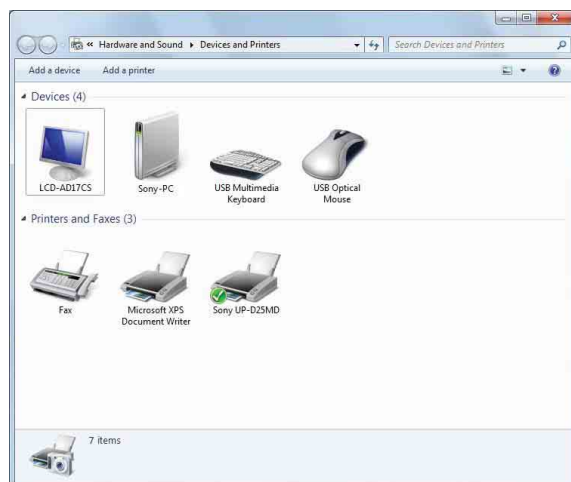 « Hardware and Sound ▸ Devices and Printers
Search Devices and Printers
Add a device Add a printer
Devices (4)
LCD-AD17CS
Sony-PC
USB Multimedia
Keyboard
USB Optical
Mouse
Printers and Faxes (3)
Fax
Microsoft XPS
Document Writer
Sony UP-D25MD
7 items